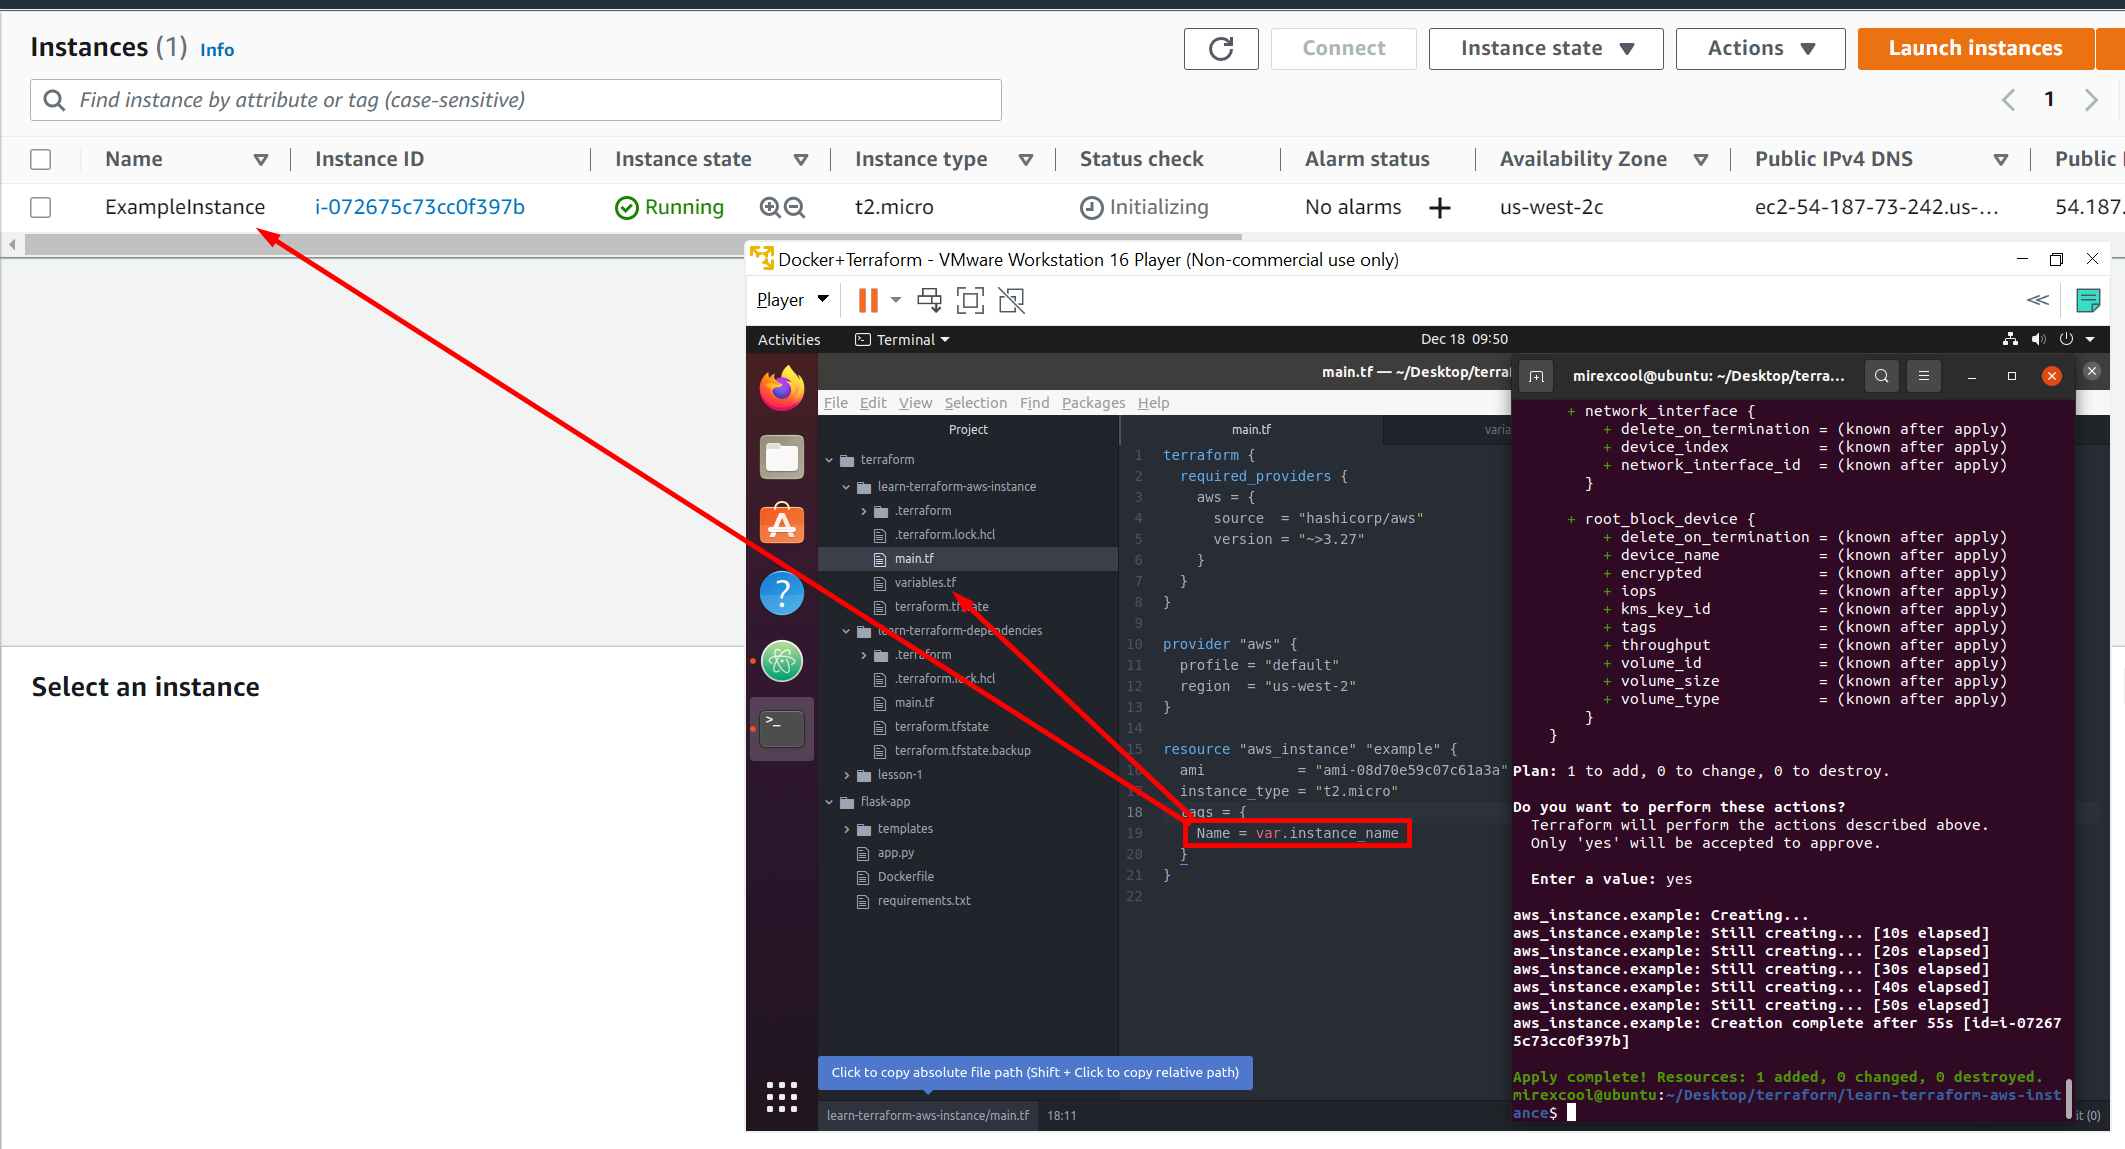 Instances (1) Info
Connect
Instance state
Actions
Launch instances
Find instance by attribute or tag (case-sensitive)
1
Name Instance ID Instance state Instance type Status check Alarm status Availability Zone Public IPv4 DNS Public
ExampleInstance i-072675c73cc0f397b Running t2.micro Initializing No alarms us-west-2c ec2-54-187-73-242.us-... 54.187.
Select an instance
Docker+Terraform - VMware Workstation 16 Player (Non-commercial use only)
Player
Activities Terminal Dec 18 09:50
main.tf — ~/Desktop/terraf
File Edit View Selection Find Packages Help
Project
terraform
learn-terraform-aws-instance
.terraform
.terraform.lock.hcl
main.tf
variables.tf
terraform.tfstate
learn-terraform-dependencies
.terraform
.terraform.lock.hcl
main.tf
terraform.tfstate
terraform.tfstate.backup
lesson-1
flask-app
templates
app.py
Dockerfile
requirements.txt
main.tf varia
1 terraform {
2 required_providers {
3 aws = {
4 source = "hashicorp/aws"
5 version = "~>3.27"
6 }
7 }
8 }
9
10 provider "aws" {
11 profile = "default"
12 region = "us-west-2"
13 }
14
15 resource "aws_instance" "example" {
16 ami = "ami-08d70e59c07c61a3a"
17 instance_type = "t2.micro"
18 tags = {
19 Name = var.instance_name
20 }
21 }
22
Click to copy absolute file path (Shift + Click to copy relative path)
learn-terraform-aws-instance/main.tf 18:11
mirexcool@ubuntu: ~/Desktop/terra...
+ network_interface {
+ delete_on_termination = (known after apply)
+ device_index = (known after apply)
+ network_interface_id = (known after apply)
}
+ root_block_device {
+ delete_on_termination = (known after apply)
+ device_name = (known after apply)
+ encrypted = (known after apply)
+ iops = (known after apply)
+ kms_key_id = (known after apply)
+ tags = (known after apply)
+ throughput = (known after apply)
+ volume_id = (known after apply)
+ volume_size = (known after apply)
+ volume_type = (known after apply)
}
}
Plan: 1 to add, 0 to change, 0 to destroy.
Do you want to perform these actions?
Terraform will perform the actions described above.
Only 'yes' will be accepted to approve.
Enter a value: yes
aws_instance.example: Creating...
aws_instance.example: Still creating... [10s elapsed]
aws_instance.example: Still creating... [20s elapsed]
aws_instance.example: Still creating... [30s elapsed]
aws_instance.example: Still creating... [40s elapsed]
aws_instance.example: Still creating... [50s elapsed]
aws_instance.example: Creation complete after 55s [id=i-07267
5c73cc0f397b]
Apply complete! Resources: 1 added, 0 changed, 0 destroyed.
mirexcool@ubuntu:~/Desktop/terraform/learn-terraform-aws-inst
ance$
it (0)